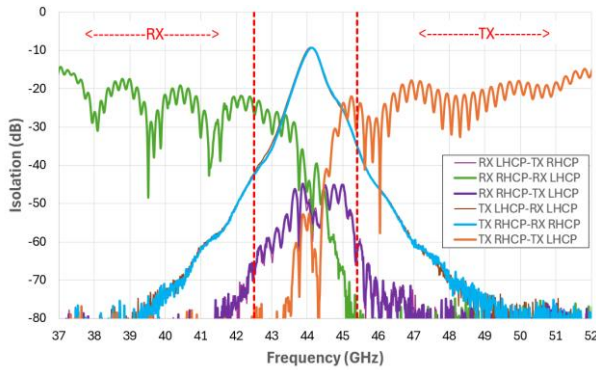 <----------RX------->
<-----------TX-------->
Isolation (dB)
0
-10
-20
-30
-40
-50
-60
-70
-80
RX LHCP-TX RHCP
RX RHCP-RX LHCP
RX RHCP-TX LHCP
TX LHCP-RX LHCP
TX RHCP-RX RHCP
TX RHCP-TX LHCP
37 38 39 40 41 42 43 44 45 46 47 48 49 50 51 52
Frequency (GHz)